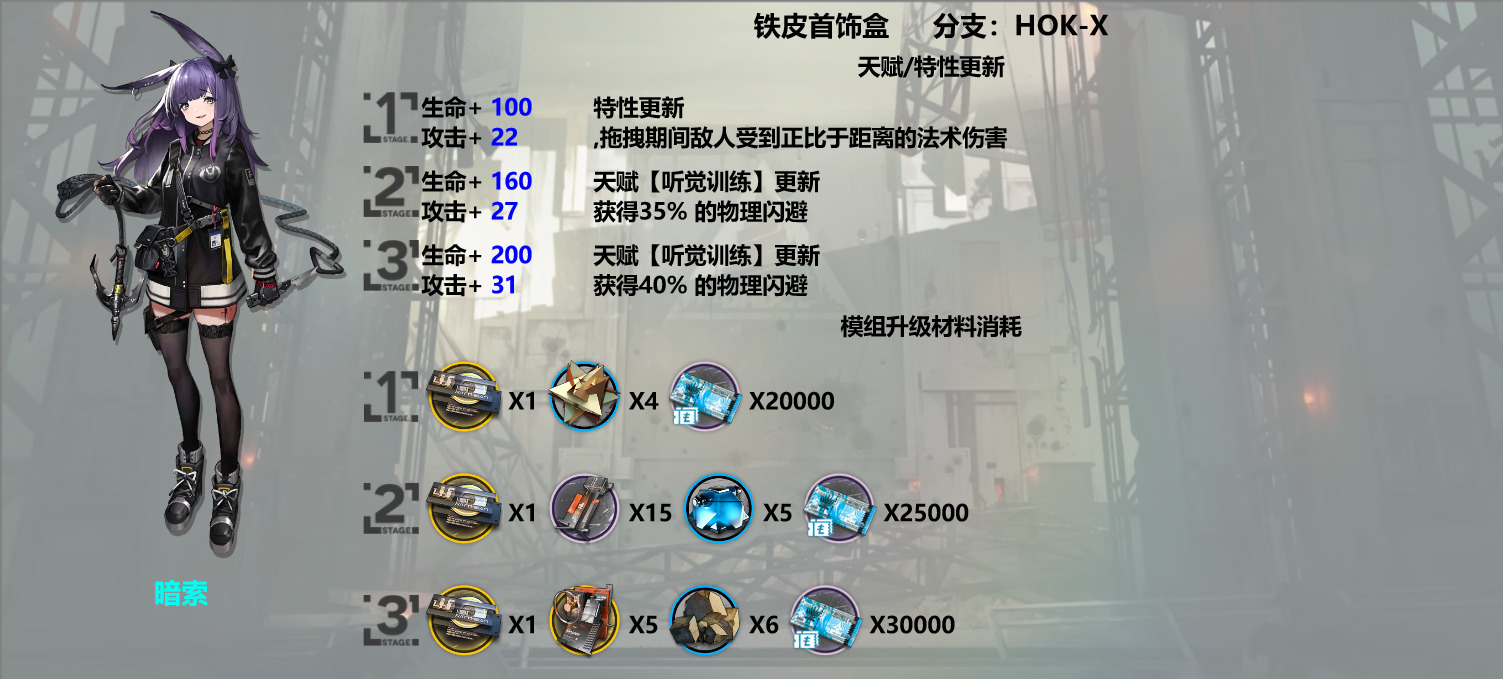 铁皮首饰盒 分支：HOK-X
天赋/特性更新
1 STAGE. 生命+ 100 特性更新
攻击+ 22 ,拖拽期间敌人受到正比于距离的法术伤害
2 STAGE. 生命+ 160 天赋【听觉训练】更新
攻击+ 27 获得35% 的物理闪避
3 STAGE. 生命+ 200 天赋【听觉训练】更新
攻击+ 31 获得40% 的物理闪避
模组升级材料消耗
1 STAGE. X1 X4 X20000
2 STAGE. X1 X15 X5 X25000
3 STAGE. X1 X5 X6 X30000
暗索